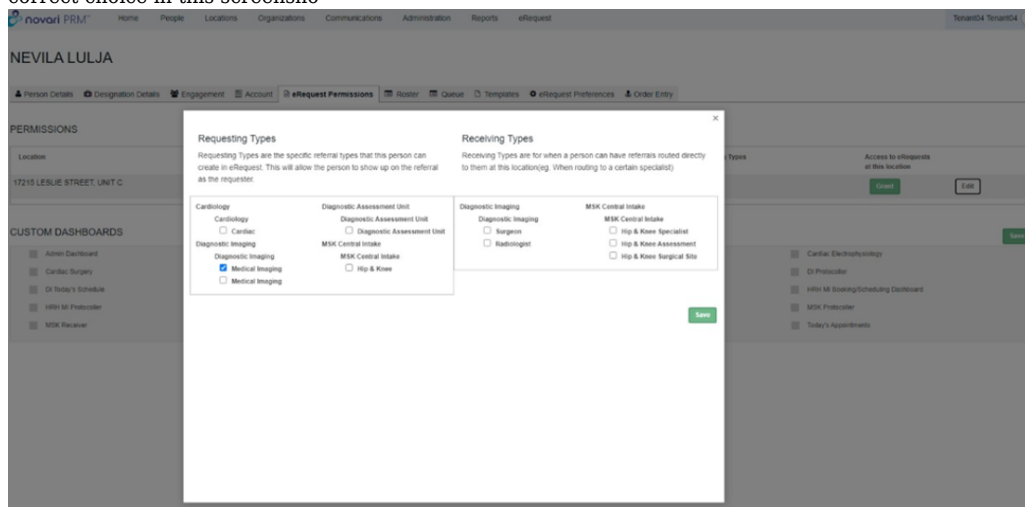 correct choice in this screensho
novari PRM™ Home People Locations Organizations Communications Administration Reports eRequest Tenant04 Tenant04
NEVILA LULJA
Person Details Designation Details Engagement Account eRequest Permissions Roster Queue Templates eRequest Preferences Order Entry
PERMISSIONS
Location
Types
Access to eRequests
at this location
17215 LESLIE STREET, UNIT C
Grant Edit
CUSTOM DASHBOARDS
Save
Admin Dashboard
Cardiac Surgery
DI Today's Schedule
HRH MI Protocoller
MSK Receiver
Cardiac Electrophysiology
DI Protocoller
HRH MI Booking/Scheduling Dashboard
MSK Protocoller
Today's Appointments
×
Requesting Types
Requesting Types are the specific referral types that this person can
create in eRequest. This will allow the person to show up on the referral
as the requester.
Cardiology
Cardiology
Cardiac
Diagnostic Imaging
Diagnostic Imaging
Medical Imaging
Medical Imaging
Diagnostic Assessment Unit
Diagnostic Assessment Unit
Diagnostic Assessment Unit
MSK Central Intake
MSK Central Intake
Hip & Knee
Receiving Types
Receiving Types are for when a person can have referrals routed directly
to them at this location(eg. When routing to a certain specialist)
Diagnostic Imaging
Diagnostic Imaging
Surgeon
Radiologist
MSK Central Intake
MSK Central Intake
Hip & Knee Specialist
Hip & Knee Assessment
Hip & Knee Surgical Site
Save